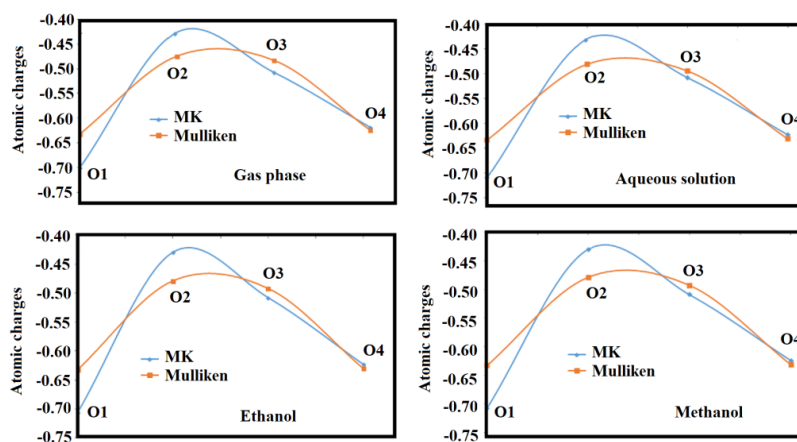 -0.40
-0.45
-0.50
-0.55
-0.60
-0.65
-0.70
-0.75
Atomic charges
O1
O2
O3
O4
MK
Mulliken
Gas phase
-0.40
-0.45
-0.50
-0.55
-0.60
-0.65
-0.70
-0.75
Atomic charges
O1
O2
O3
O4
MK
Mulliken
Aqueous solution
-0.40
-0.45
-0.50
-0.55
-0.60
-0.65
-0.70
-0.75
Atomic charges
O1
O2
O3
O4
MK
Mulliken
Ethanol
-0.40
-0.45
-0.50
-0.55
-0.60
-0.65
-0.70
-0.75
Atomic charges
O1
O2
O3
O4
MK
Mulliken
Methanol